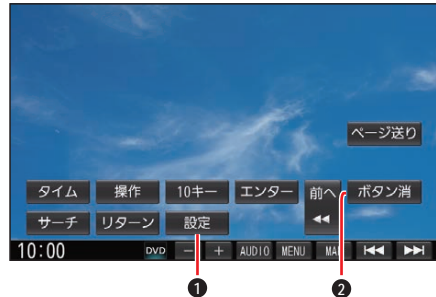 ページ送り
タイム 操作 10キー エンター 前へ ボタン消
サーチ リターン 設定 ◀◀
10:00 DVD － ＋ AUDIO MENU MA
1 2